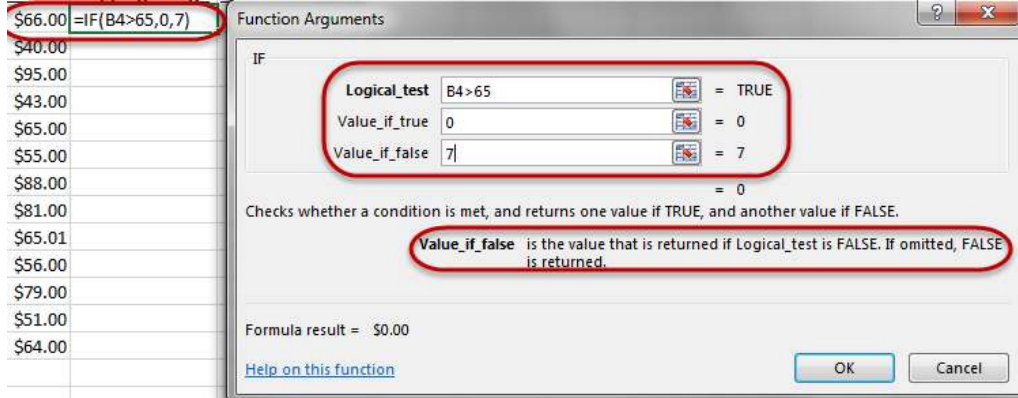 $66.00 =IF(B4>65,0,7)
$40.00
$95.00
$43.00
$65.00
$55.00
$88.00
$81.00
$65.01
$56.00
$79.00
$51.00
$64.00
Function Arguments
IF
Logical_test B4>65 = TRUE
Value_if_true 0 = 0
Value_if_false 7 = 7
= 0
Checks whether a condition is met, and returns one value if TRUE, and another value if FALSE.
Value_if_false is the value that is returned if Logical_test is FALSE. If omitted, FALSE
is returned.
Formula result = $0.00
Help on this function
OK Cancel